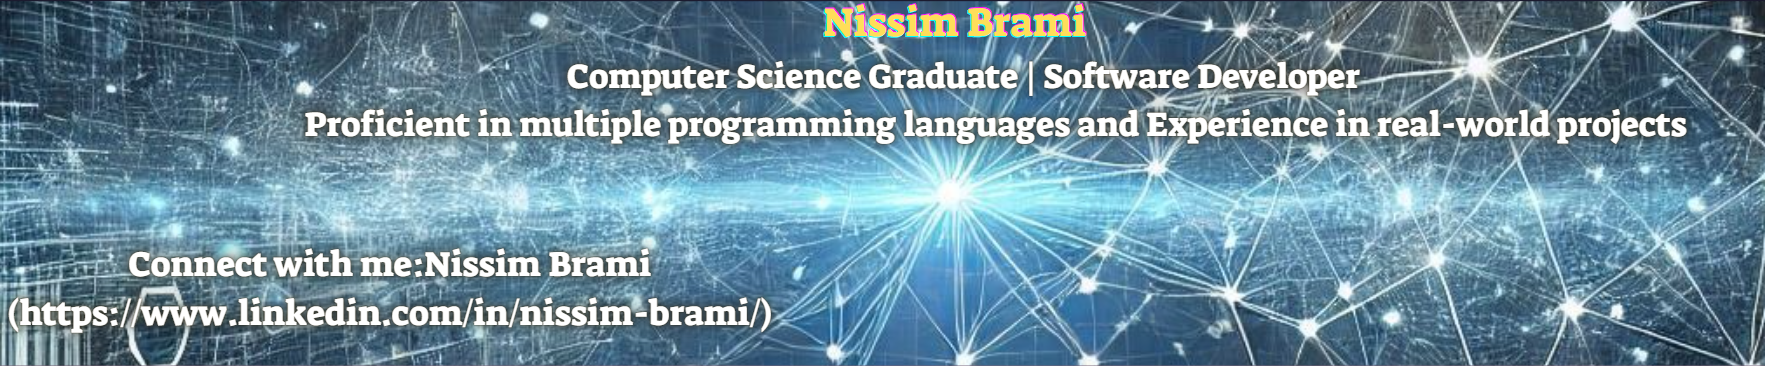 Nissim Brami
Computer Science Graduate | Software Developer
Proficient in multiple programming languages and Experience in real-world projects
Connect with me:Nissim Brami
(https://www.linkedin.com/in/nissim-brami/)